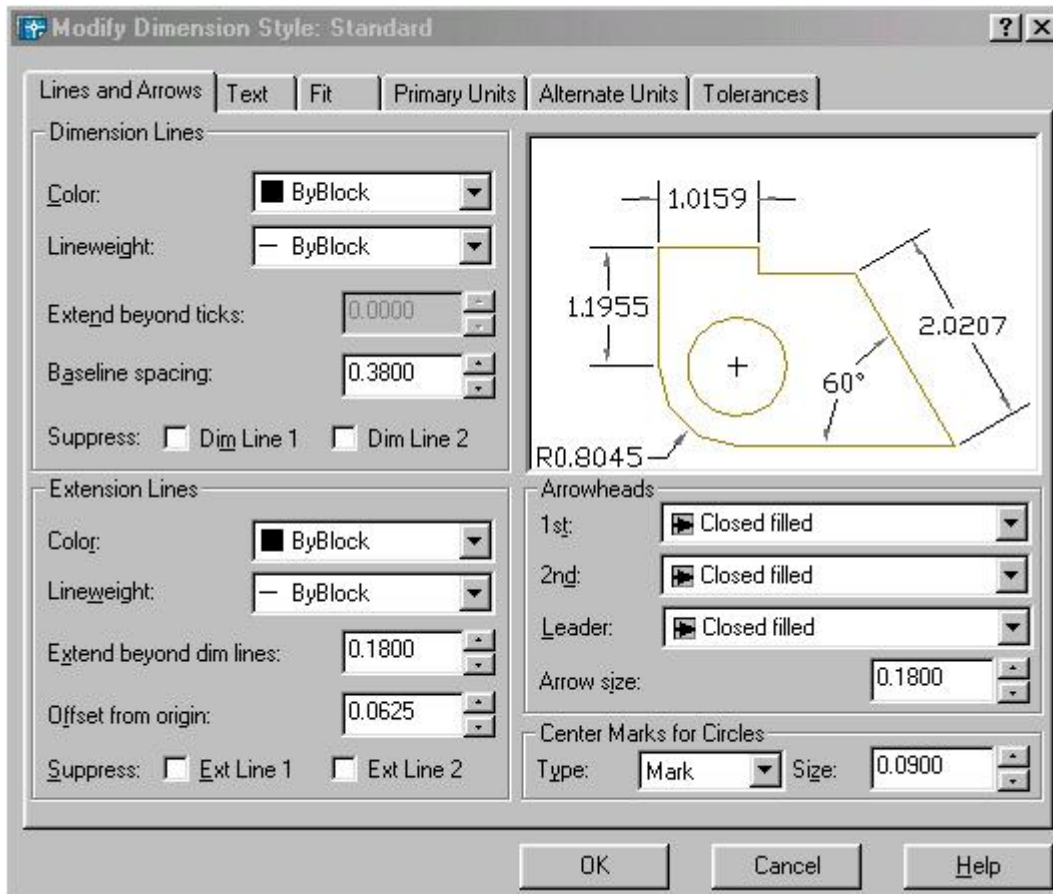 Modify Dimension Style: Standard
Lines and Arrows Text Fit Primary Units Alternate Units Tolerances
Dimension Lines
Color: ByBlock
Lineweight: ByBlock
Extend beyond ticks: 0.0000
Baseline spacing: 0.3800
Suppress: Dim Line 1 Dim Line 2
1.0159
1.1955
2.0207
60°
R0.8045
Extension Lines
Color: ByBlock
Lineweight: ByBlock
Extend beyond dim lines: 0.1800
Offset from origin: 0.0625
Suppress: Ext Line 1 Ext Line 2
Arrowheads
1st: Closed filled
2nd: Closed filled
Leader: Closed filled
Arrow size: 0.1800
Center Marks for Circles
Type: Mark Size: 0.0900
OK Cancel Help